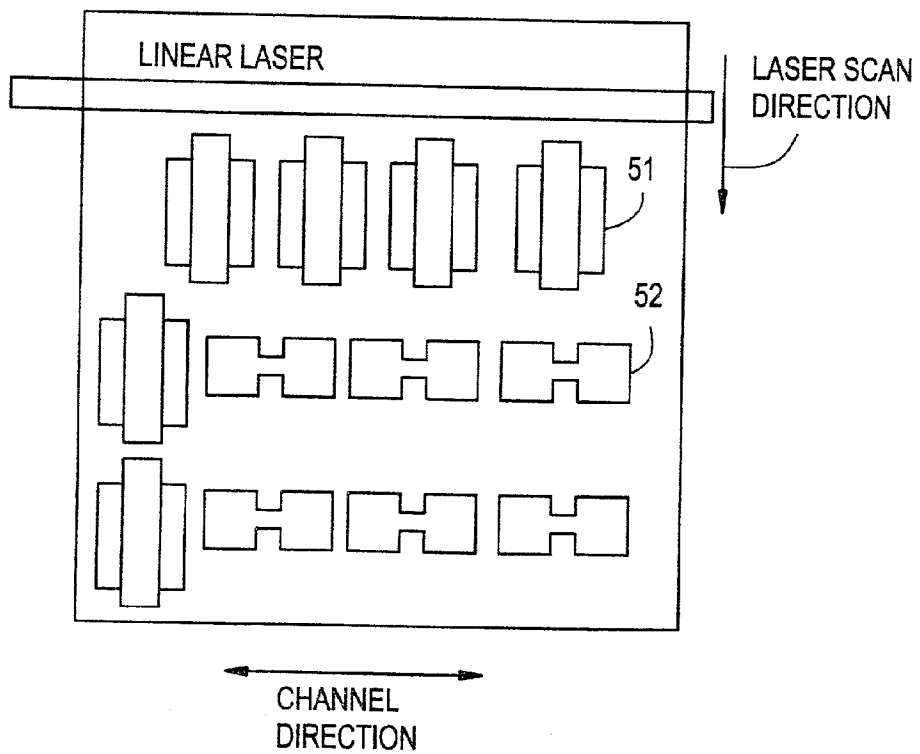 LINEAR LASER
LASER SCAN
DIRECTION
51
52
CHANNEL
DIRECTION